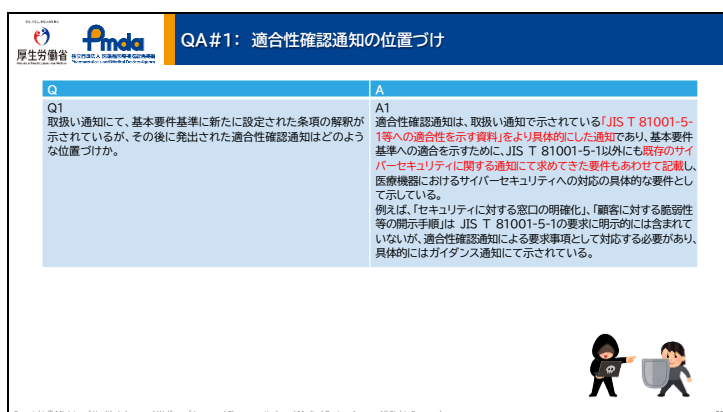 QA#1： 適合性確認通知の位置づけ
厚生労働省
Pmda
Q
A
Q1
取扱い通知にて、基本要件基準に新たに設定された条項の解釈が
示されているが、その後に発出された適合性確認通知はどのよう
な位置づけか。
A1
適合性確認通知は、取扱い通知で示されている「JIS T 81001-5-
1等への適合性を示す資料」をより具体的にした通知であり、基本要件
基準への適合を示すために、JIS T 81001-5-1以外にも既存のサイ
バーセキュリティに関する通知にて求めてきた要件もあわせて記載し、
医療機器におけるサイバーセキュリティへの対応の具体的な要件とし
て示している。
例えば、「セキュリティに対する窓口の明確化」、「顧客に対する脆弱性
等の開示手順」は JIS T 81001-5-1の要求に明示的には含まれて
いないが、適合性確認通知による要求事項として対応する必要があり、
具体的にはガイダンス通知にて示されている。